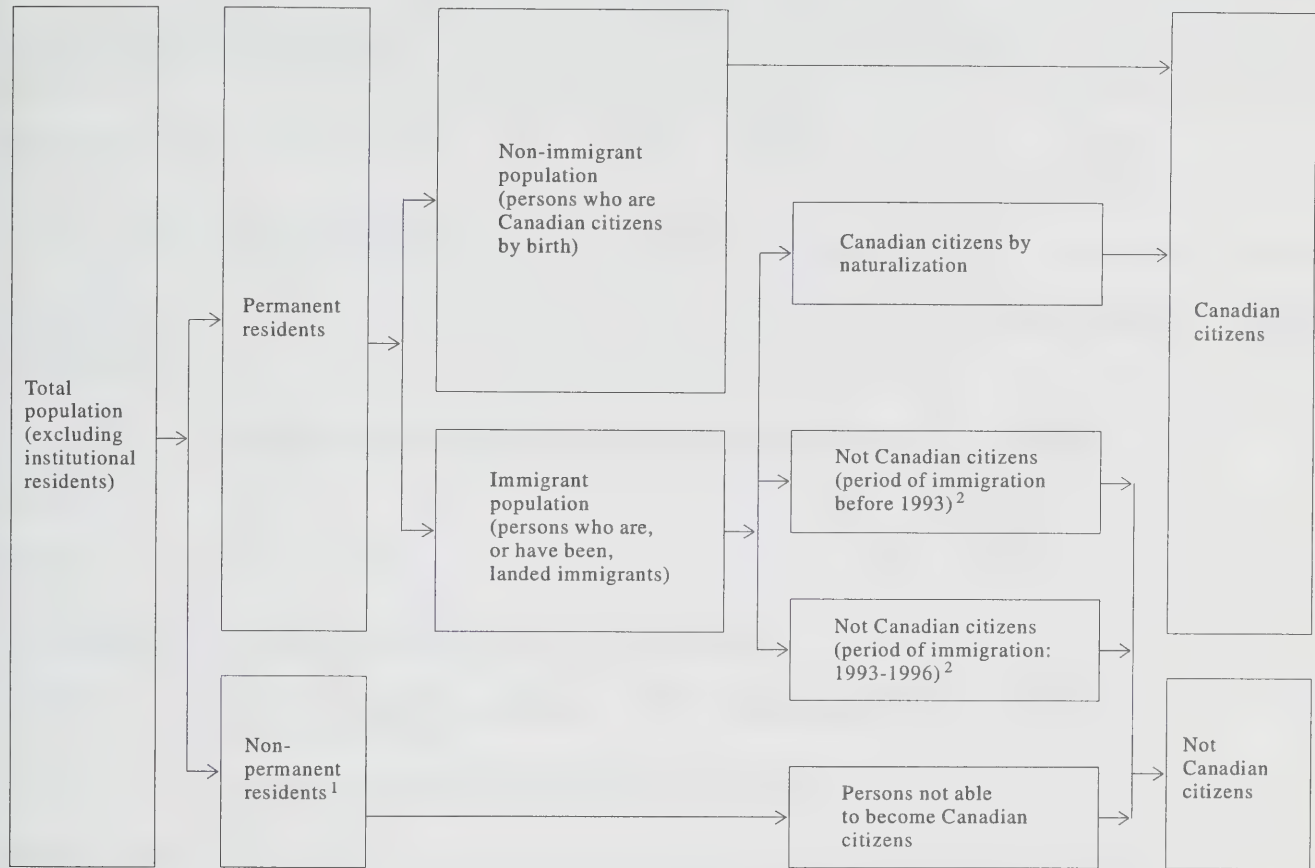 Total
population
(excluding
institutional
residents)
Permanent
residents
Non-
permanent
residents 1
Non-immigrant
population
(persons who are
Canadian citizens
by birth)
Immigrant
population
(persons who are,
or have been,
landed immigrants)
Canadian citizens by
naturalization
Not Canadian citizens
(period of immigration
before 1993) 2
Not Canadian citizens
(period of immigration:
1993-1996) 2
Persons not able
to become Canadian
citizens
Canadian
citizens
Not
Canadian
citizens